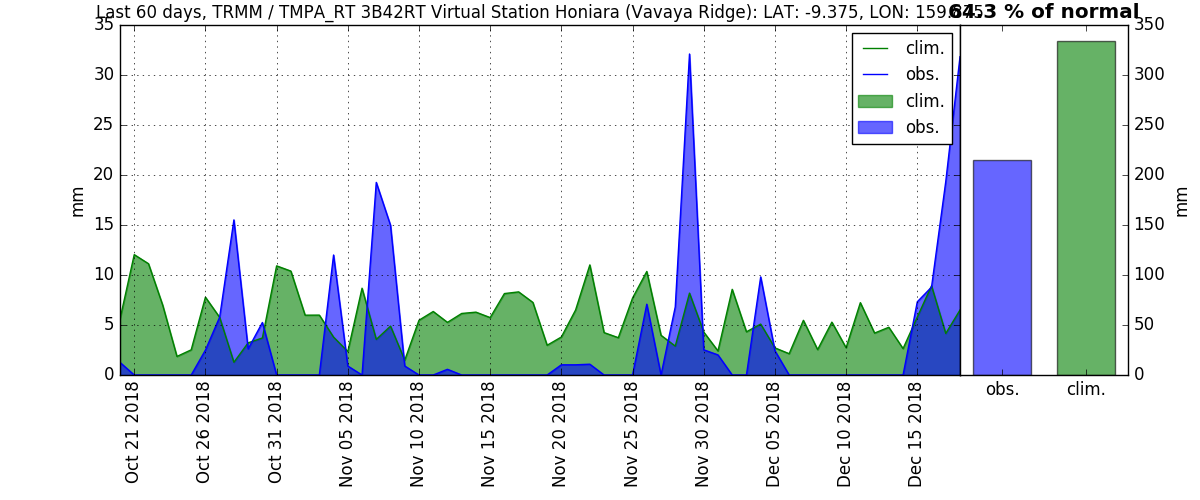 Last 60 days, TRMM / TMPA_RT 3B42RT Virtual Station Honiara (Vavaya Ridge): LAT: -9.375, LON:
64.3 % of normal
35
30
25
20
15
10
5
0
mm
clim.
obs.
clim.
obs.
Oct 21 2018
Oct 26 2018
Oct 31 2018
Nov 05 2018
Nov 10 2018
Nov 15 2018
Nov 20 2018
Nov 25 2018
Nov 30 2018
Dec 05 2018
Dec 10 2018
Dec 15 2018
350
300
250
200
150
100
50
0
mm
obs.
clim.